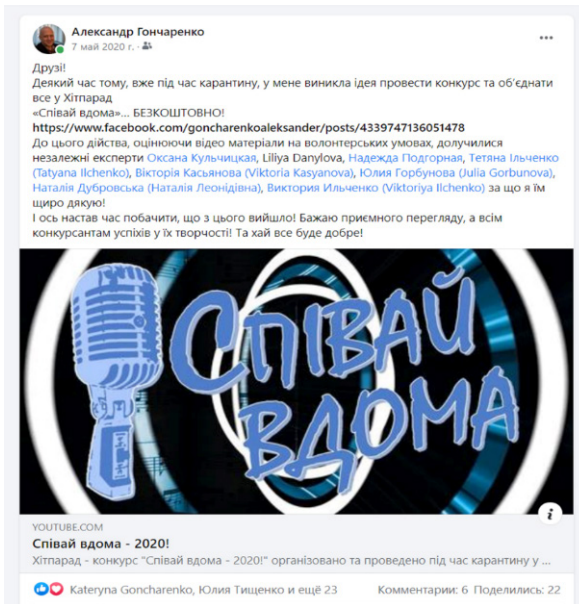 Александр Гончаренко
7 май 2020 г. ·
Друзі!
Деякий час тому, вже під час карантину, у мене виникла ідея провести конкурс та об'єднати
все у Хітпарад
«Співай вдома»... БЕЗКОШТОВНО!
https://www.facebook.com/goncharenkoaleksander/posts/4339747136051478
До цього дійства, оцінюючи відео матеріали на волонтерських умовах, долучилися
незалежні експерти Оксана Кульчицкая, Liliya Danylova, Надежда Подгорная, Тетяна Ільченко
(Tatyana Ilchenko), Вікторія Касьянова (Viktoria Kasyanova), Юлия Горбунова (Julia Gorbunova),
Наталія Дубровська (Наталія Леонідівна), Виктория Ильченко (Viktoriya Ilchenko) за що я їм
щиро дякую!
І ось настав час побачити, що з цього вийшло! Бажаю приємного перегляду, а всім
конкурсантам успіхів у їх творчості! Та хай все буде добре!
СПІВАЙ
ВДОМА
YOUTUBE.COM
Співай вдома - 2020!
Хітпарад - конкурс "Співай вдома - 2020!" організовано та проведено під час карантину у ...
Kateryna Goncharenko, Юлия Тищенко и ещё 23 Комментарии: 6 Поделились: 22